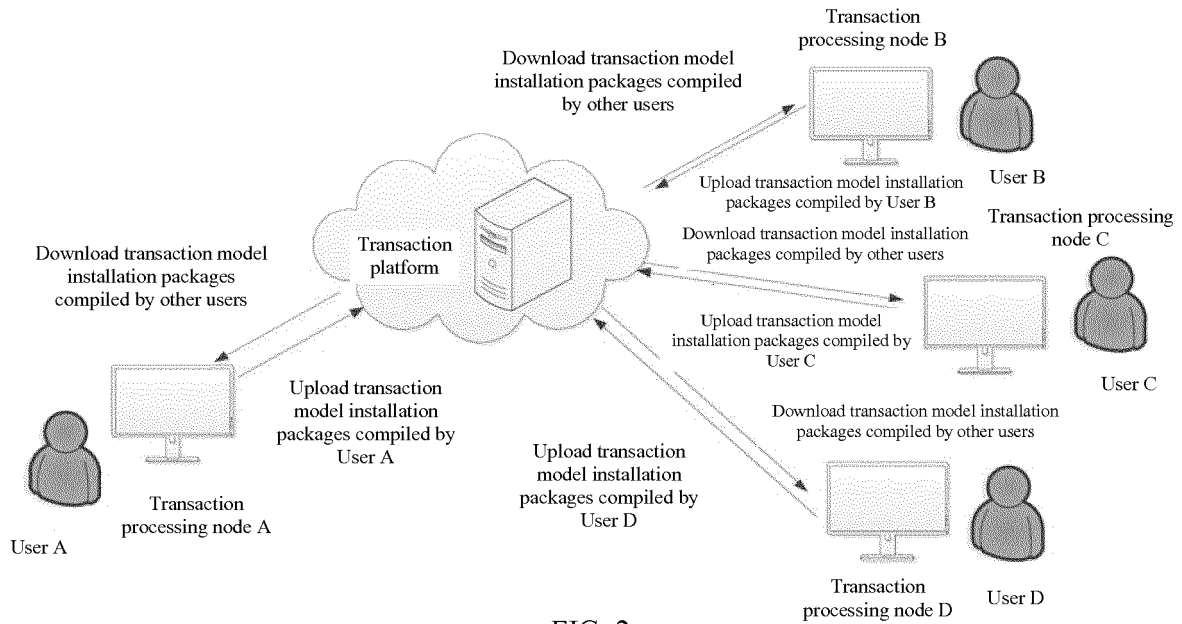 Transaction
processing node B
Download transaction model
installation packages compiled
by other users
User B
Upload transaction model installation
packages compiled by User B
Transaction processing
node C
Download transaction model installation
packages compiled by other users
Transaction
platform
Download transaction model
installation packages
compiled by other users
Upload transaction model
installation packages compiled by
User C
User C
Upload transaction
model installation
packages compiled by
User A
Download transaction model installation
packages compiled by other users
Upload transaction
model installation
packages compiled by
User D
Transaction
processing node A
User A
Transaction
processing node D
User D
FIG. 2